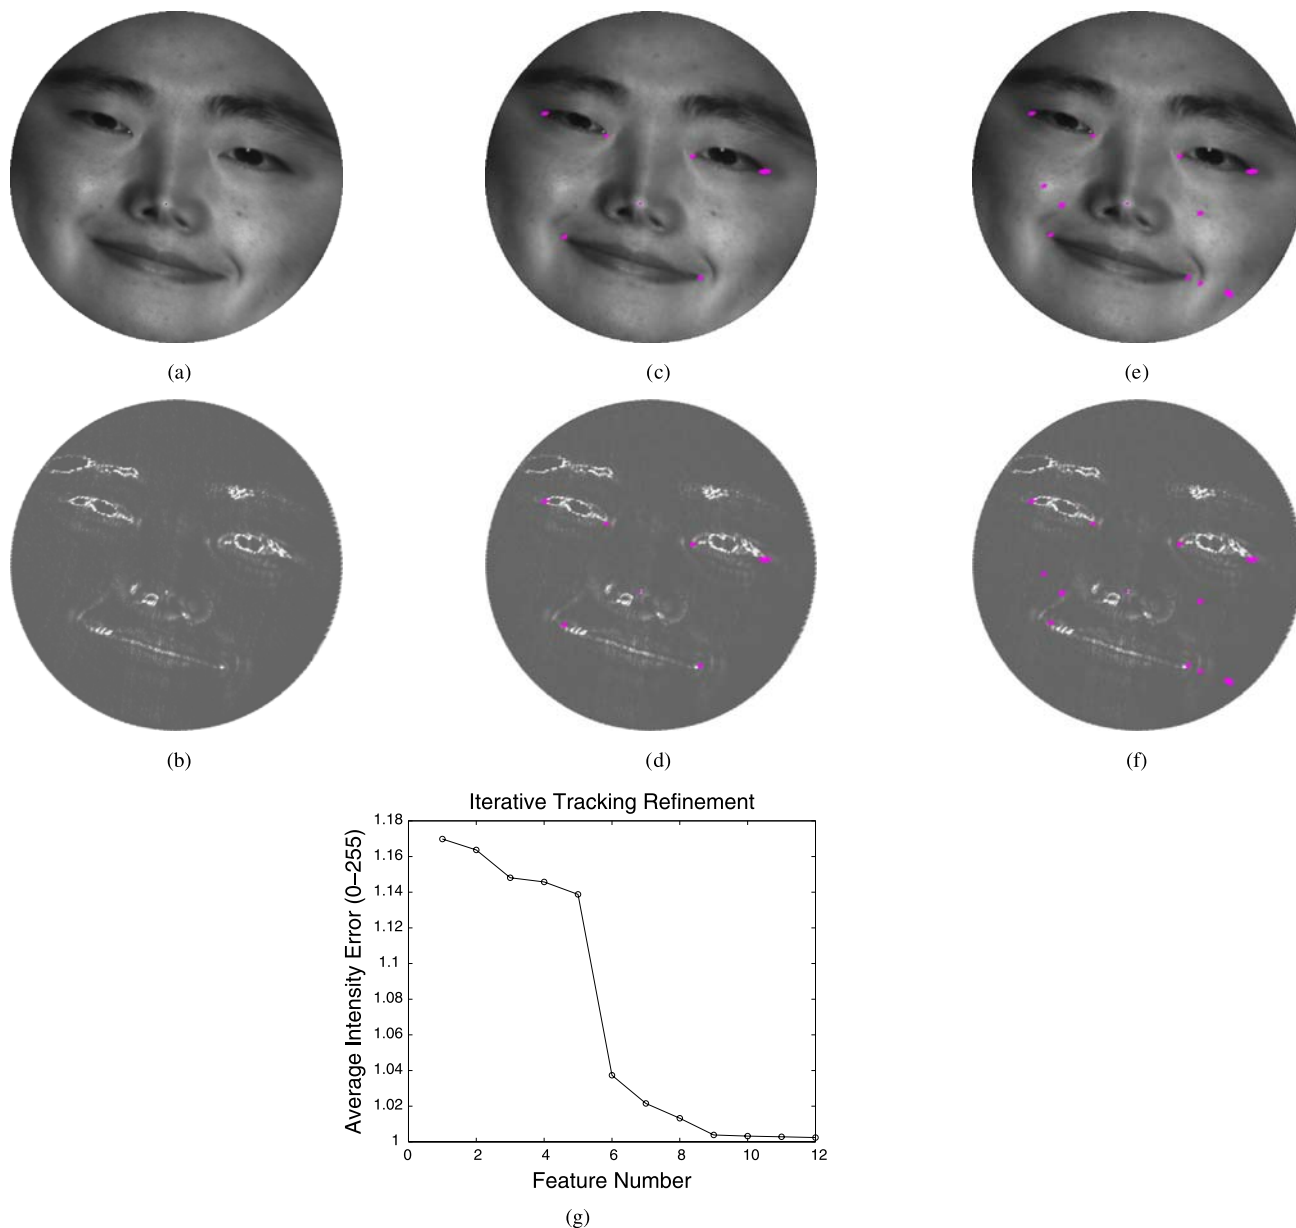 (a)
(c)
(e)
(b)
(d)
(f)
Iterative Tracking Refinement
Average Intensity Error (0–255)
1.18
1.16
1.14
1.12
1.1
1.08
1.06
1.04
1.02
1
0
2
4
6
8
10
12
Feature Number
(g)